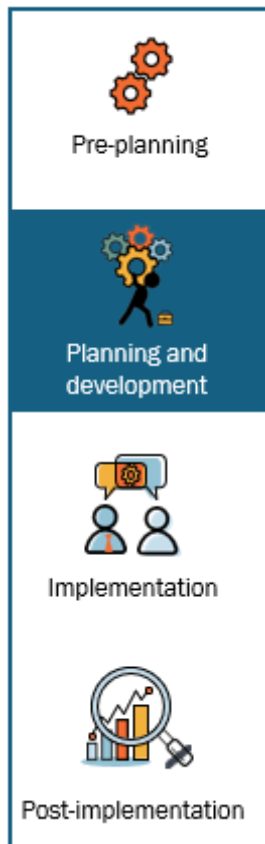 Pre-planning
Planning and
development
Implementation
Post-implementation